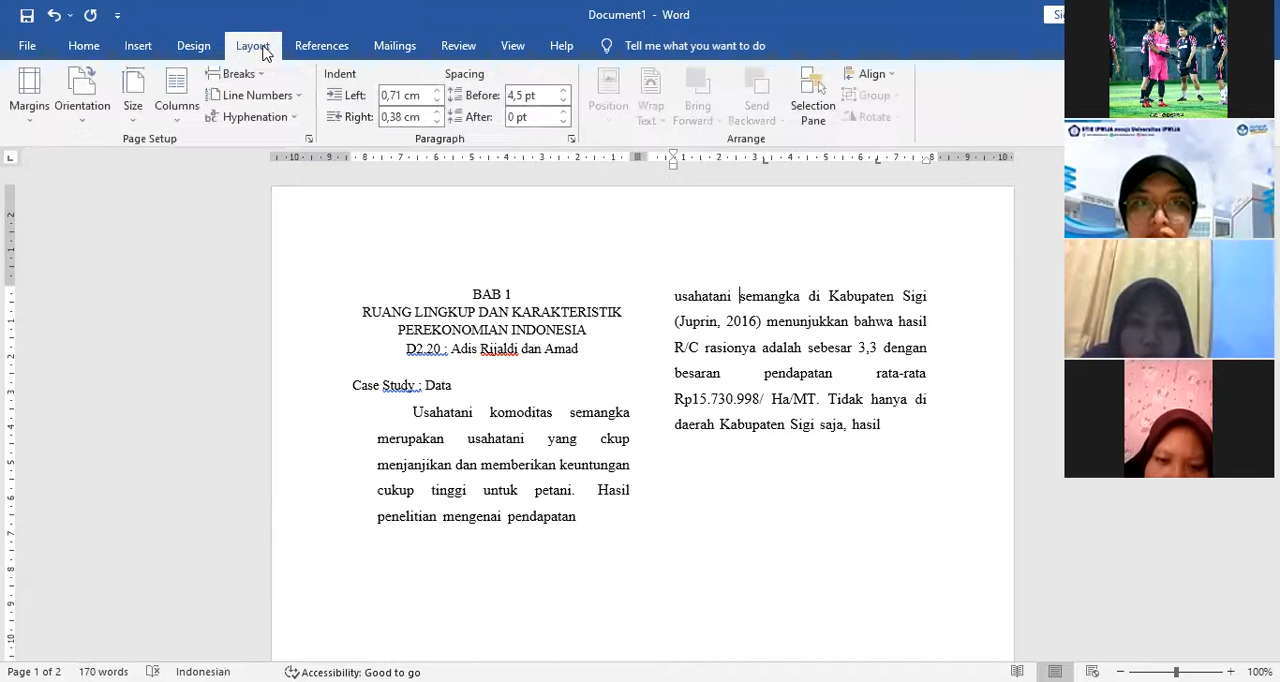 Document1 - Word
File Home Insert Design Layout References Mailings Review View Help Tell me what you want to do
Margins Orientation Size Columns
Breaks
Line Numbers
Hyphenation
Page Setup
Indent
Left: 0,71 cm
Right: 0,38 cm
Spacing
Before: 4,5 pt
After: 0 pt
Paragraph
Position
Wrap
Text
Bring
Forward
Send
Backward
Selection
Pane
Align
Group
Rotate
Arrange
BAB 1
RUANG LINGKUP DAN KARAKTERISTIK
PEREKONOMIAN INDONESIA
D2.20 : Adis Rijaldi dan Amad
Case Study : Data
Usahatani komoditas semangka
merupakan usahatani yang ckup
menjanjikan dan memberikan keuntungan
cukup tinggi untuk petani. Hasil
penelitian mengenai pendapatan
usahatani semangka di Kabupaten Sigi
(Juprin, 2016) menunjukkan bahwa hasil
R/C rasionya adalah sebesar 3,3 dengan
besaran pendapatan rata-rata
Rp15.730.998/ Ha/MT. Tidak hanya di
daerah Kabupaten Sigi saja, hasil
STIE IPWIJA menuju Universitas IPWIJA
Page 1 of 2 170 words Indonesian Accessibility: Good to go 100%